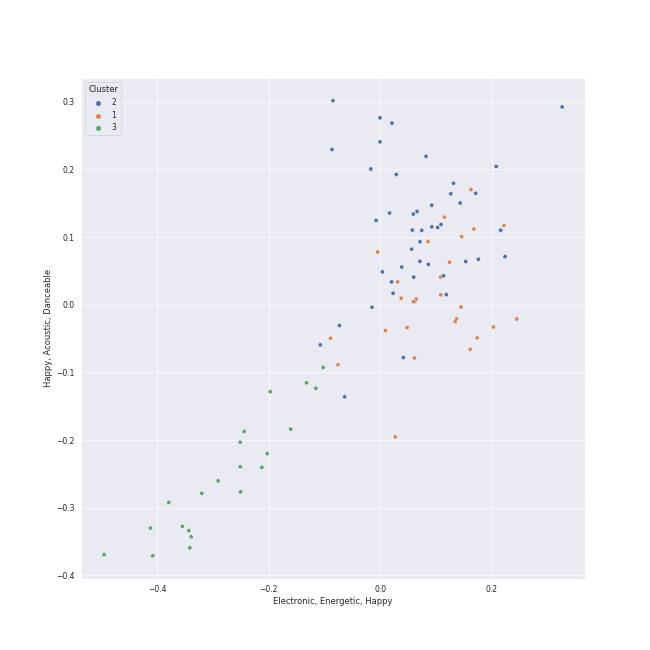 Cluster
2
1
3
0.3
0.2
0.1
0.0
−0.1
−0.2
−0.3
−0.4
Happy, Acoustic, Danceable
−0.4 −0.2 0.0 0.2
Electronic, Energetic, Happy